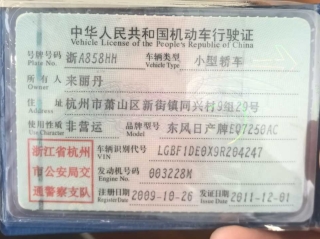 中华人民共和国机动车行驶证
Vehicle License of the People's Republic of China
号牌号码 浙A858HH 车辆类型 小型轿车
Plate No. Vehicle Type
所有人 来丽丹
Owner
住址 杭州市萧山区新街镇同兴村9组29号
Address
使用性质 非营运 品牌型号 东风日产牌EQ7250AC
Use Character Model
浙江省杭州
市公安局交
通警察支队
车辆识别代号 LGBF1DE0X9R204247
VIN
发动机号码 003228M
Engine No.
注册日期 2009-10-26 发证日期 2011-12-01
Register Date Issue Date